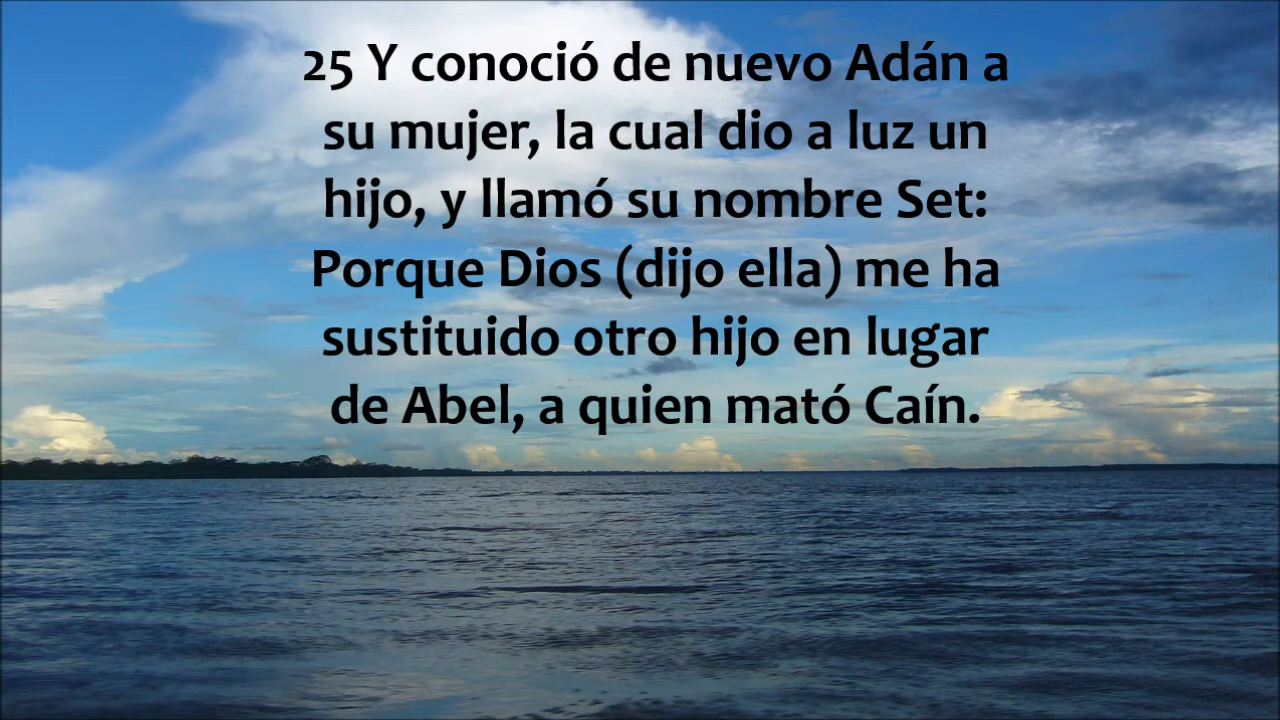 25 Y conoció de nuevo Adán a
su mujer, la cual dio a luz un
hijo, y llamó su nombre Set:
Porque Dios (dijo ella) me ha
sustituido otro hijo en lugar
de Abel, a quien mató Caín.